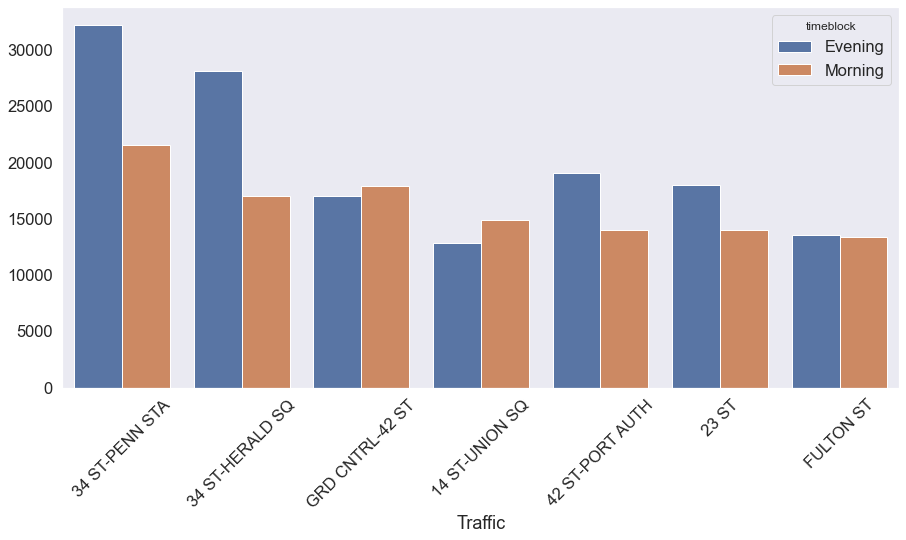 timeblock
Evening
Morning
30000
25000
20000
15000
10000
5000
0
34 ST-PENN STA
34 ST-HERALD SQ
GRD CNTRL-42 ST
14 ST-UNION SQ
42 ST-PORT AUTH
23 ST
FULTON ST
Traffic